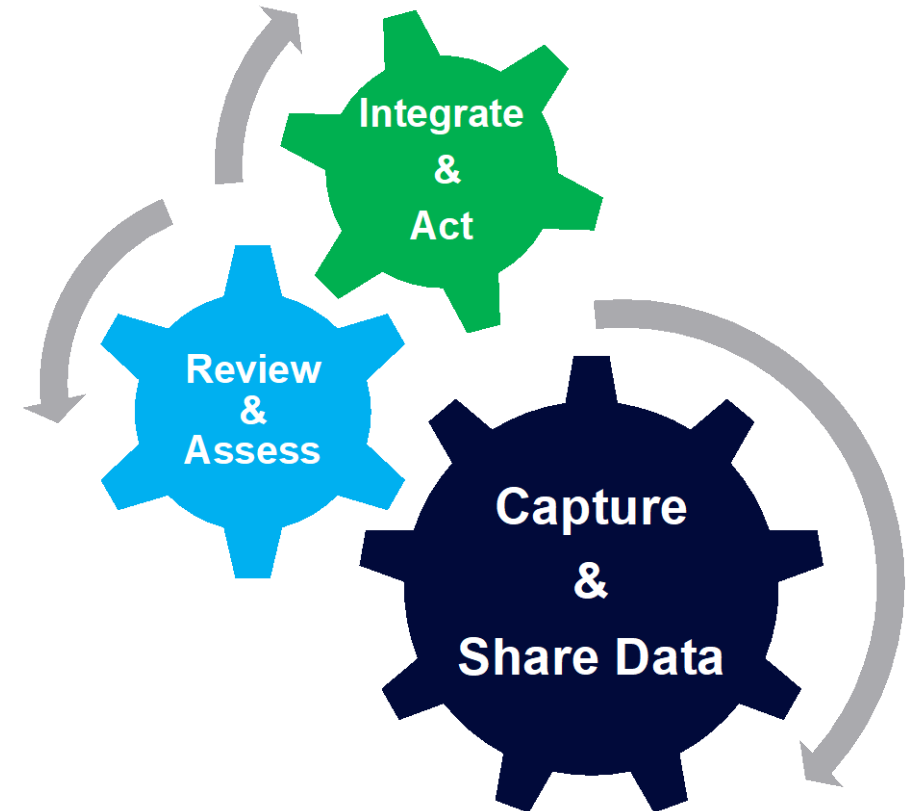 Integrate
&
Act
Review
&
Assess
Capture
&
Share Data